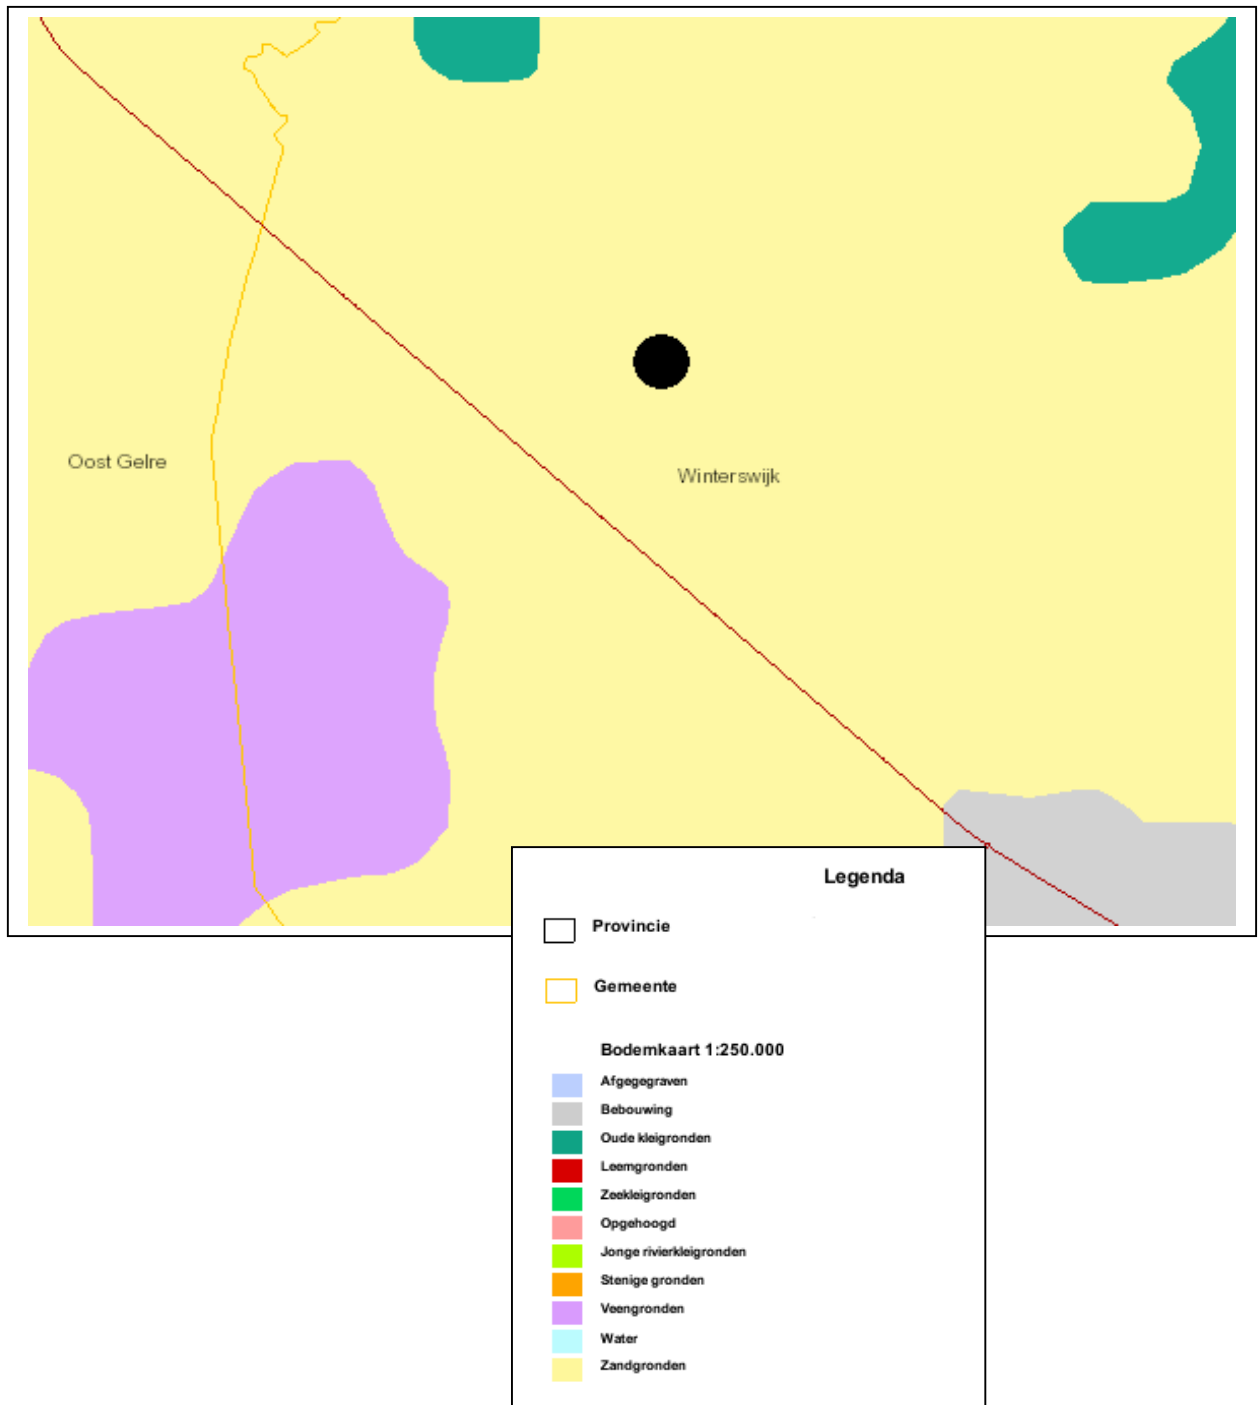 Oost Gelre
Winterswijk
Legenda
Provincie
Gemeente
Bodemkaart 1:250.000
Afgegegraven
Bebouwing
Oude kleigronden
Leemgronden
Zeekleigronden
Opgehoogd
Jonge rivierkleigronden
Stenige gronden
Veengronden
Water
Zandgronden